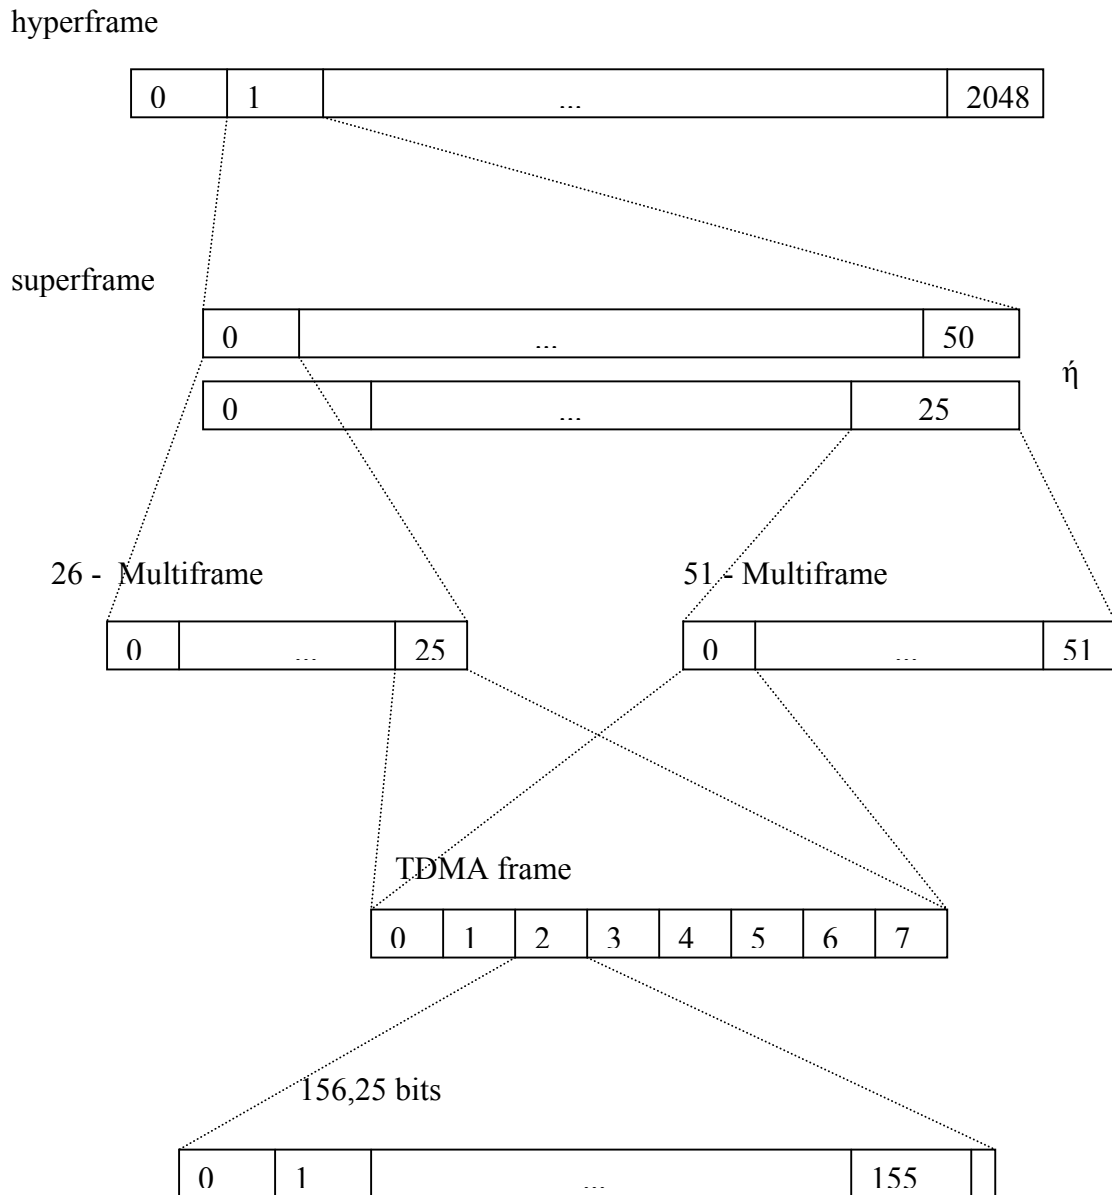 hyperframe
0 1 ... 2048
superframe
0 ... 50
ή
0 ... 25
26 - Multiframe 51 - Multiframe
0 ... 25 0 ... 51
TDMA frame
0 1 2 3 4 5 6 7
156,25 bits
0 1 ... 155